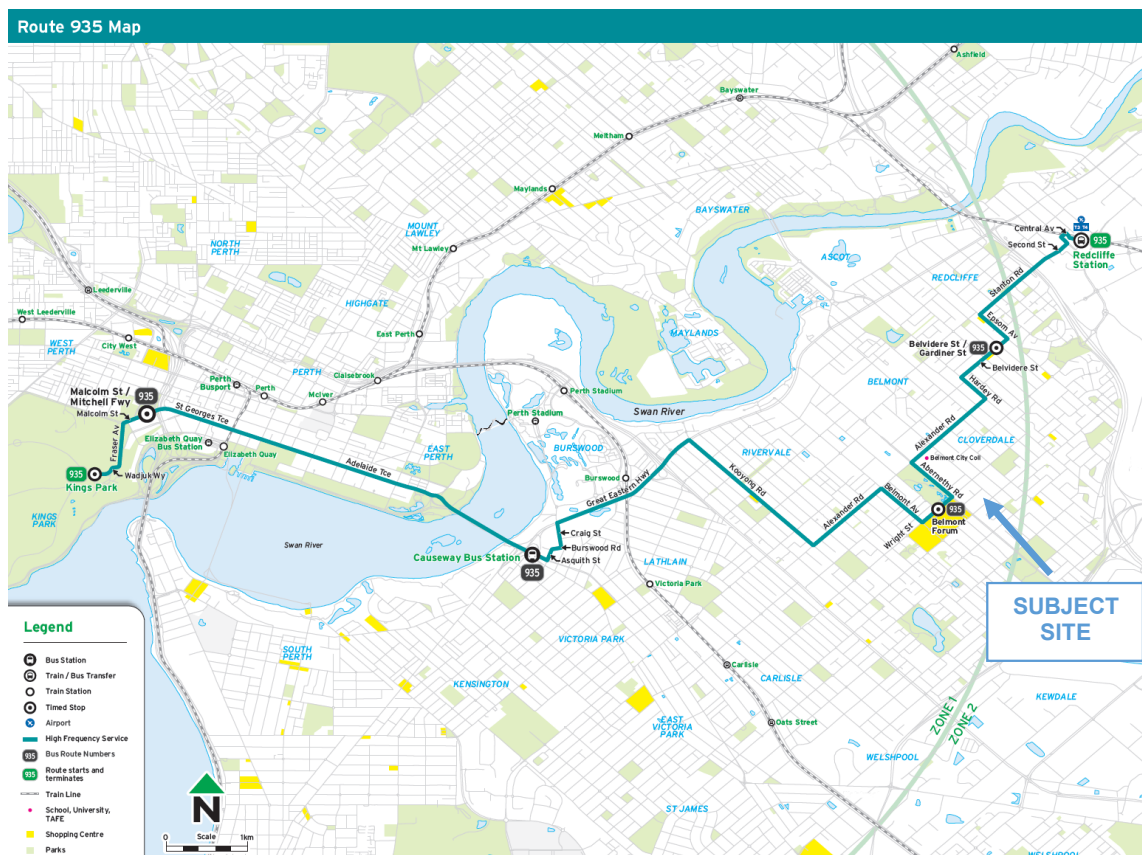 Route 935 Map
Ashfield
Bayswater
Meltham
Maylands
BAYSWATER
MOUNT
LAWLEY
Mt Lawley
NORTH
PERTH
Central Av
T3 T4
935
Second St
Redcliffe
Station
ASCOT
REDCLIFFE
Stanton Rd
Leederville
HIGHGATE
West Leederville
East Perth
MAYLANDS
Epsom Av
WEST
PERTH
City West
Belvidere St /
Gardiner St
935
PERTH
Claisebrook
Belvidere St
Perth
Busport
Perth
McIver
Perth Stadium
BELMONT
Hardey Rd
Malcolm St /
Mitchell Fwy
935
Malcolm St
St Georges Tce
Perth Stadium
Swan River
Fraser Av
Elizabeth Quay
Bus Station
Elizabeth Quay
EAST
PERTH
BURSWOOD
RIVERVALE
Alexander Rd
CLOVERDALE
Belmont City Coll
Adelaide Tce
935
Kings Park
Wadjuk Wy
Burswood
Great Eastern Hwy
Kooyong Rd
Abernethy Rd
Belmont Av
Alexander Rd
935
Belmont
Forum
Wright St
KINGS
PARK
Swan River
Craig St
Burswood Rd
Asquith St
Causeway Bus Station
935
LATHLAIN
Victoria Park
SUBJECT
SITE
VICTORIA PARK
SOUTH
PERTH
KENSINGTON
Carlisle
CARLISLE
KEWDALE
EAST
VICTORIA
PARK
Oats Street
ZONE 1
ZONE 2
WELSHPOOL
ST JAMES
WELSHPOOL
Legend
Bus Station
Train / Bus Transfer
Train Station
Timed Stop
Airport
High Frequency Service
935
Bus Route Numbers
935
Route starts and
terminates
Train Line
School, University,
TAFE
Shopping Centre
Parks
N
0 Scale 1km